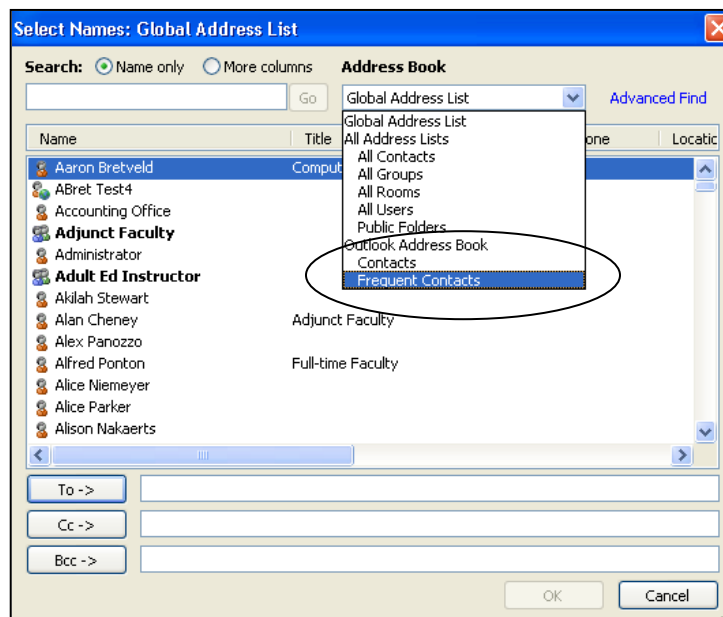 Select Names: Global Address List
Search: Name only More columns Address Book
Go Global Address List Advanced Find
Global Address List
All Address Lists
All Contacts
All Groups
All Rooms
All Users
Public Folders
Outlook Address Book
Contacts
Frequent Contacts
Name Title one Locatic
Aaron Bretveld Comput
ABret Test4
Accounting Office
Adjunct Faculty
Administrator
Adult Ed Instructor
Akilah Stewart
Alan Cheney Adjunct Faculty
Alex Panozzo
Alfred Ponton Full-time Faculty
Alice Niemeyer
Alice Parker
Alison Nakaerts
To ->
Cc ->
Bcc ->
OK Cancel